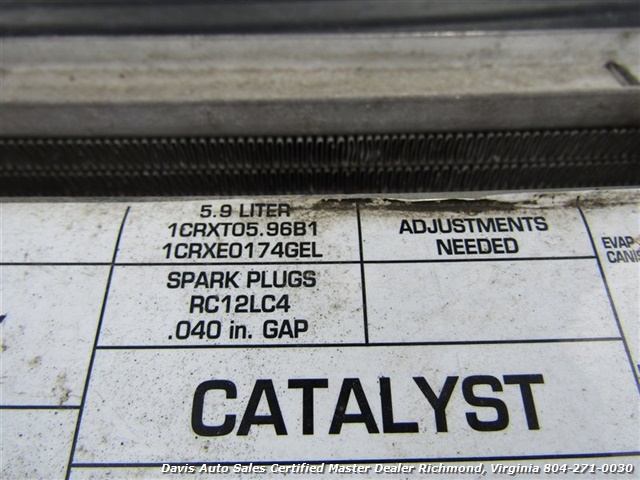 5.9 LITER
1CRXT05.96B1
1CRXE0174GEL
ADJUSTMENTS
NEEDED
EVAP
CANIS
SPARK PLUGS
RC12LC4
.040 in. GAP
CATALYST
Davis Auto Sales Certified Master Dealer Richmond, Virginia 804-271-0030